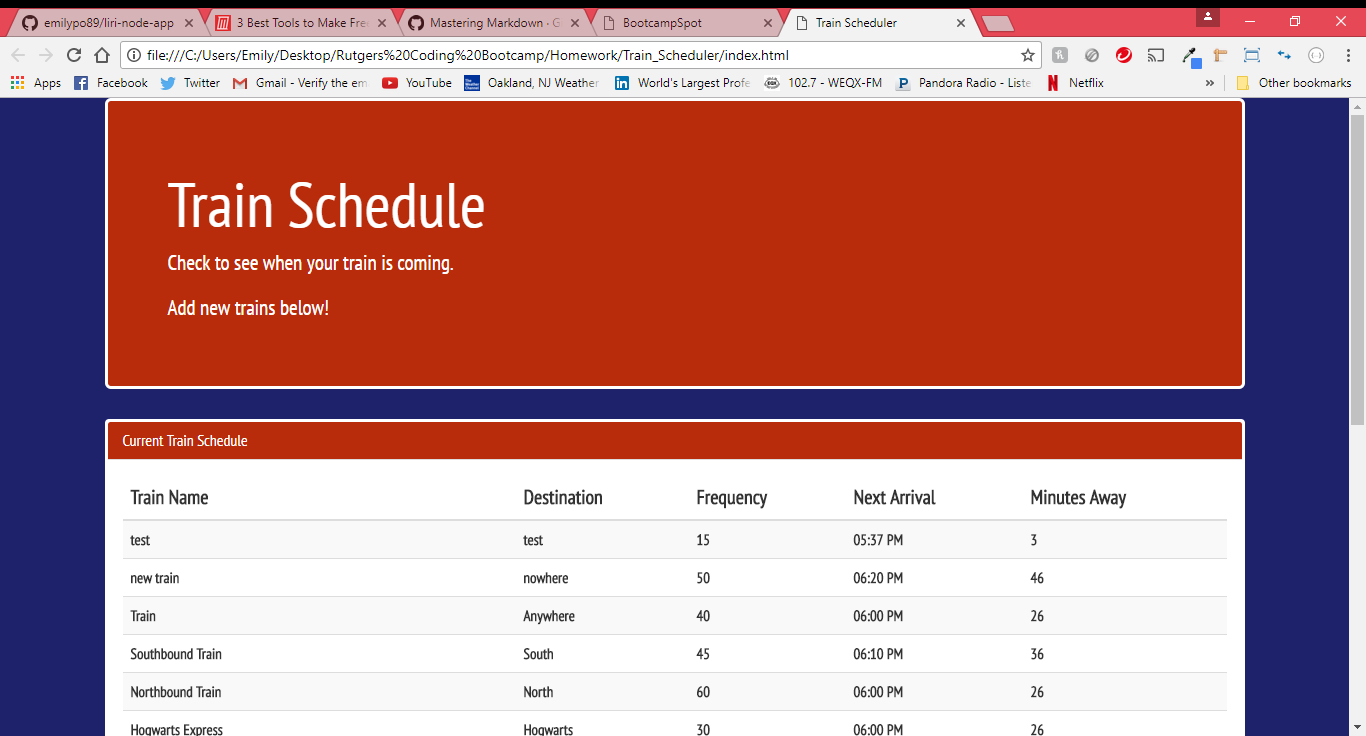 emilypo89/liri-node-app
3 Best Tools to Make Fre
Mastering Markdown · G
BootcampSpot
Train Scheduler
file:///C:/Users/Emily/Desktop/Rutgers%20Coding%20Bootcamp/Homework/Train_Scheduler/index.html
Apps Facebook Twitter Gmail - Verify the em YouTube Oakland, NJ Weather World's Largest Profe 102.7 - WEQX-FM Pandora Radio - Liste Netflix » Other bookmarks
Train Schedule
Check to see when your train is coming.
Add new trains below!
Current Train Schedule
Train Name Destination Frequency Next Arrival Minutes Away
test test 15 05:37 PM 3
new train nowhere 50 06:20 PM 46
Train Anywhere 40 06:00 PM 26
Southbound Train South 45 06:10 PM 36
Northbound Train North 60 06:00 PM 26
Hogwarts Express Hogwarts 30 06:00 PM 26